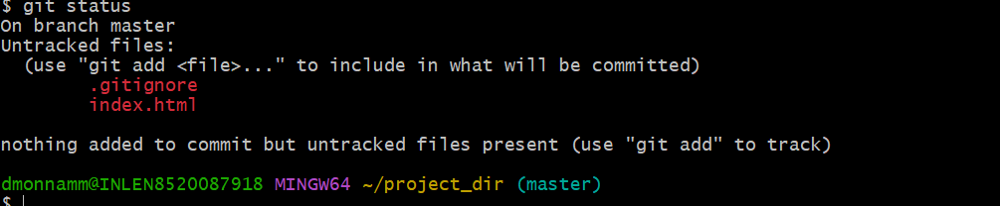 $ git status
On branch master
Untracked files:
  (use "git add <file>..." to include in what will be committed)
        .gitignore
        index.html

nothing added to commit but untracked files present (use "git add" to track)

dmonnamm@INLEN8520087918 MINGW64 ~/project_dir (master)
$